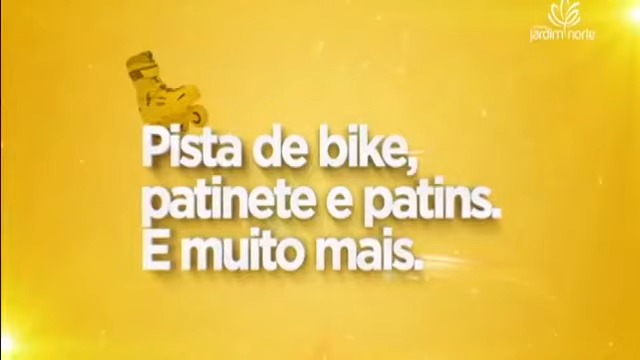 jardim norte
Pista de bike,
patinete e patins.
E muito mais.